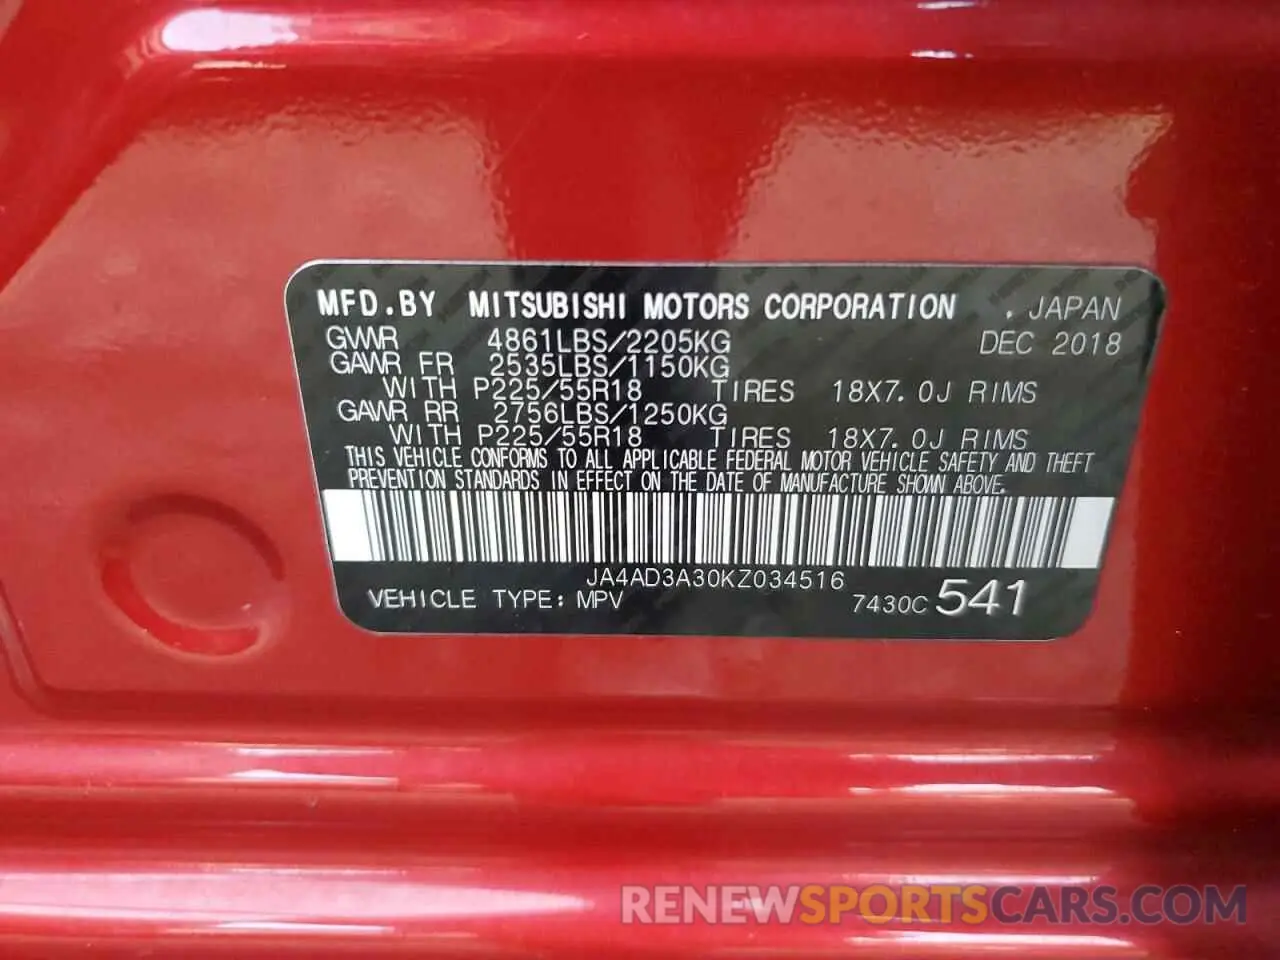 MFD.BY MITSUBISHI MOTORS CORPORATION , JAPAN
GVWR 4861LBS/2205KG DEC 2018
GAWR FR 2535LBS/1150KG
WITH P225/55R18 TIRES 18X7.0J RIMS
GAWR RR 2756LBS/1250KG
WITH P225/55R18 TIRES 18X7.0J RIMS
THIS VEHICLE CONFORMS TO ALL APPLICABLE FEDERAL MOTOR VEHICLE SAFETY AND THEFT
PREVENTION STANDARDS IN EFFECT ON THE DATE OF MANUFACTURE SHOWN ABOVE.
JA4AD3A30KZ034516
VEHICLE TYPE: MPV 7430C 541
RENEWSPORTSCARS.COM